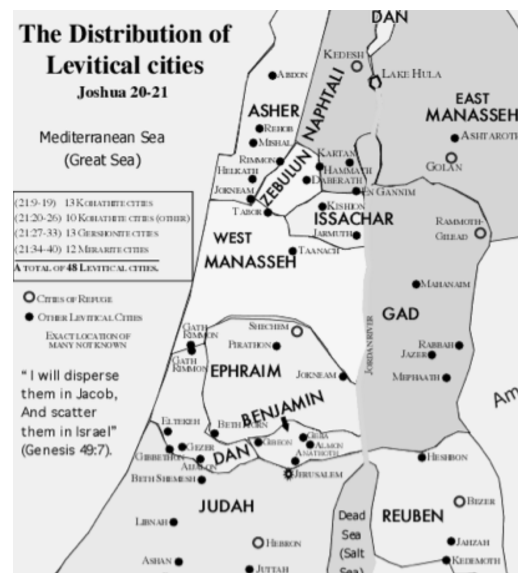 The Distribution of
Levitical cities
Joshua 20-21
DAN
KEDESH
LAKE HULA
ABDON
ASHER
NAPHTALI
EAST
MANASSEH
ASHTAROTH
Mediterranean Sea
(Great Sea)
REHOB
MISHAL
RIMMON
KARTAN
HAMMATH
GOLAN
HELKATH
ZEBULUN
DABERATH
JOKNEAM
EN GANNIM
(21:9-19) 13 KOHATHITE CITIES
(21:20-26) 10 KOHATHITE CITIES (OTHER)
(21:27-33) 13 GERSHONITE CITIES
(21:34-40) 12 MERARITE CITIES
A TOTAL OF 48 LEVITICAL CITIES.
TABOR
KISHION
ISSACHAR
RAMMOTH-
GILEAD
JARMUTH
WEST
MANASSEH
TAANACH
MAHANAIM
CITIES OF REFUGE
OTHER LEVITICAL CITIES
EXACT LOCATION OF
MANY NOT KNOWN
GAD
GATH
RIMMON
SHECHEM
PIRATHON
JORDAN RIVER
RABBAH
JAZER
GATH
RIMMON
EPHRAIM
JOKNEAM
MEPHAATH
" I will disperse
them in Jacob,
And scatter
them in Israel"
(Genesis 49:7).
BENJAMIN
Am
ELTEKEH
BETH HORN
GEZER
GIBEON
GEBA
ALMON
ANATHOTH
GIBBETHON
DAN
AIJALON
HESHBON
BETH SHEMESH
JERUSALEM
JUDAH
REUBEN
BEZER
LIBNAH
Dead
Sea
(Salt
Sea)
HEBRON
JAHZAH
ASHAN
JUTTAH
KEDEMOTH